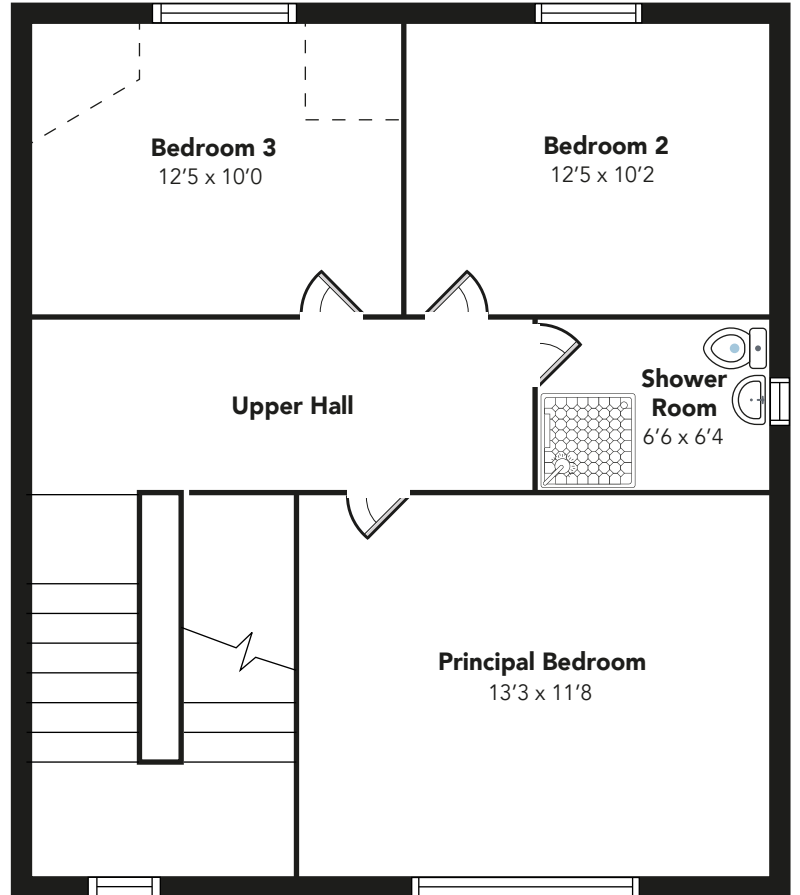 Bedroom 3
12’5 x 10’0
Bedroom 2
12’5 x 10’2
Upper Hall
Shower
Room
6’6 x 6’4
Principal Bedroom
13’3 x 11’8